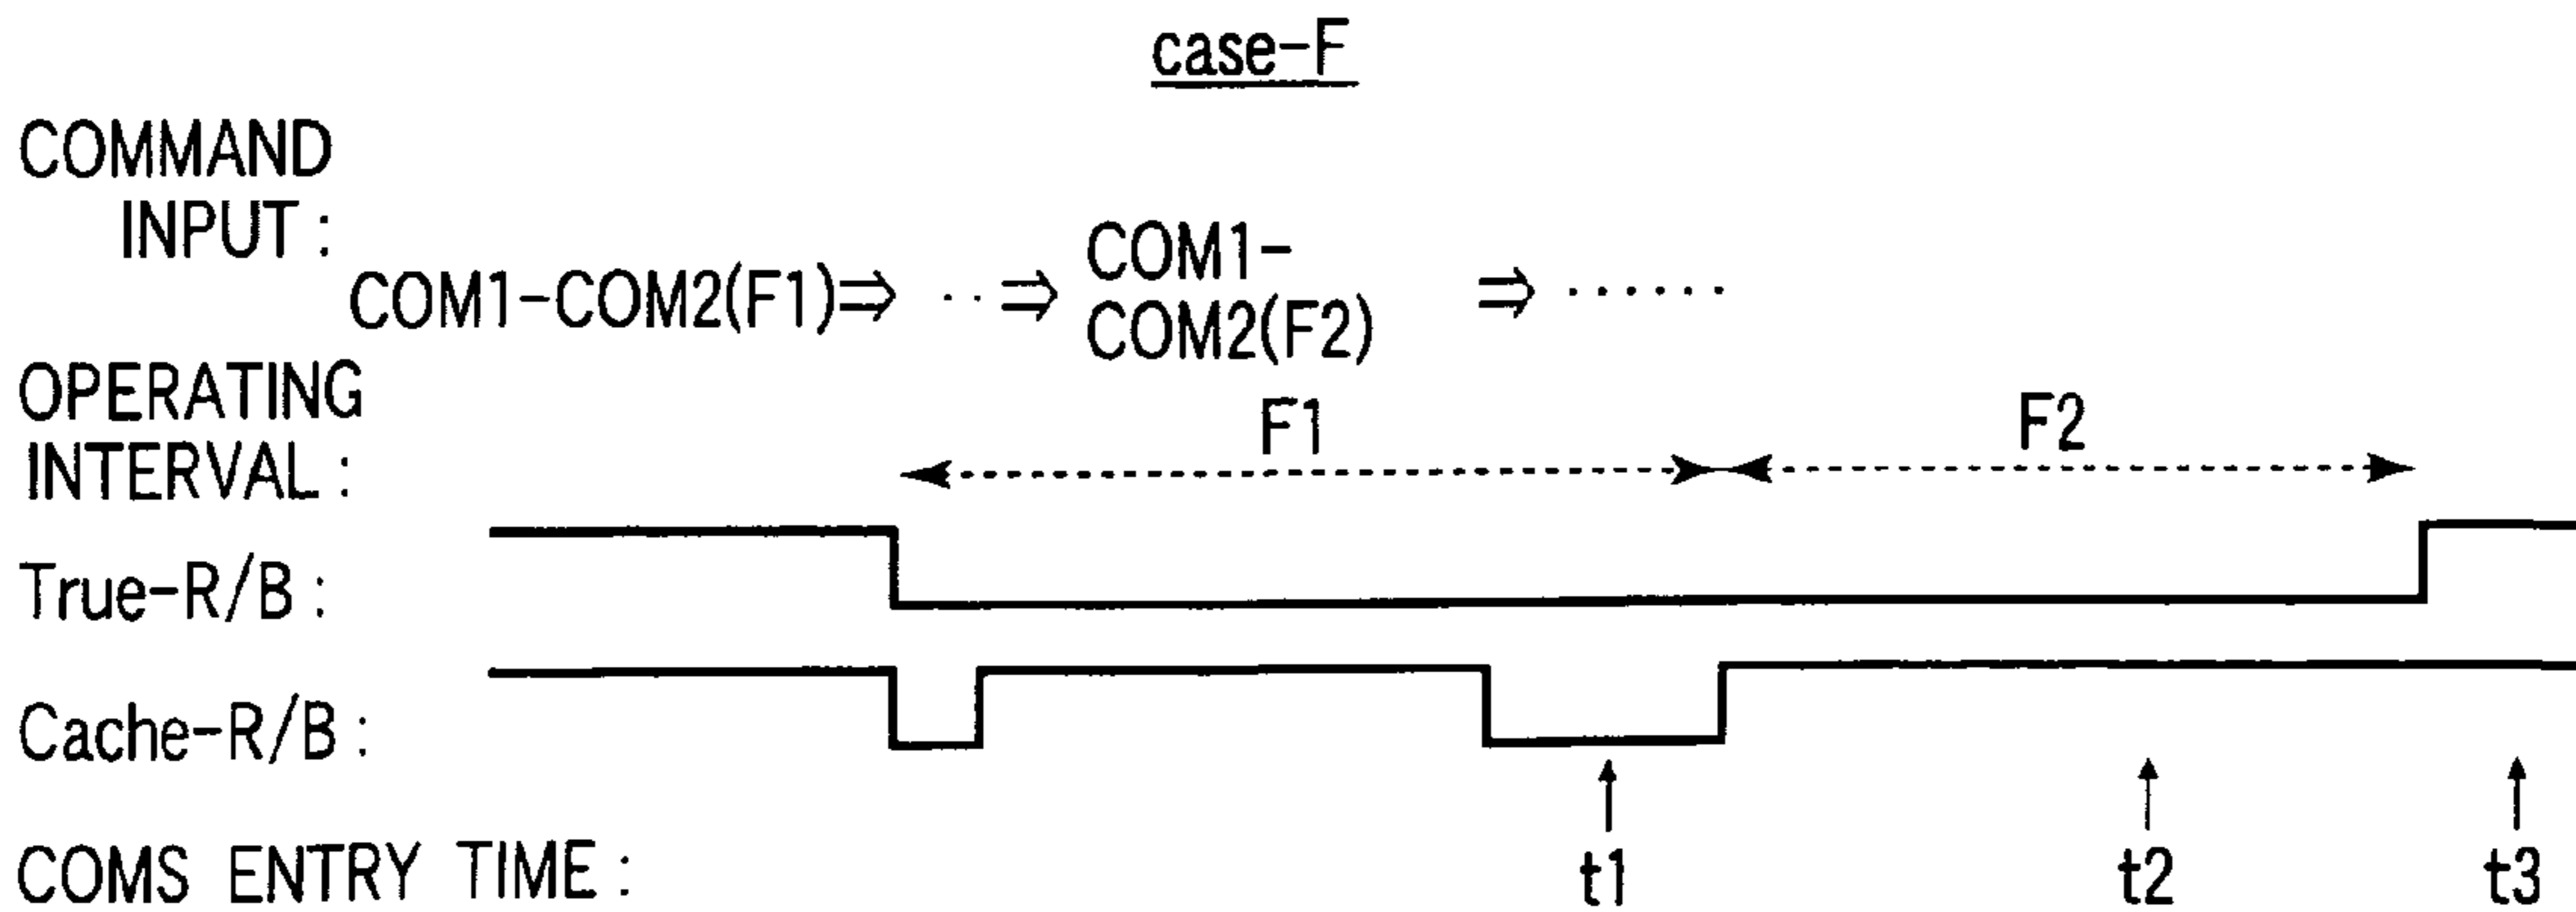 case-F
COMMAND
INPUT :
COM1-COM2(F1)⇒ ·· ⇒ COM1- ⇒ ······
COM2(F2)
OPERATING
INTERVAL :
F1 F2
True-R/B :
Cache-R/B :
COMS ENTRY TIME : t1 t2 t3